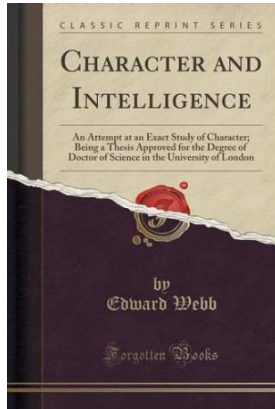 CLASSIC REPRINT SERIES
CHARACTER AND
INTELLIGENCE
An Attempt at an Exact Study of Character;
Being a Thesis Approved for the Degree of
Doctor of Science in the University of London
by
Edward Webb
Forgotten Books